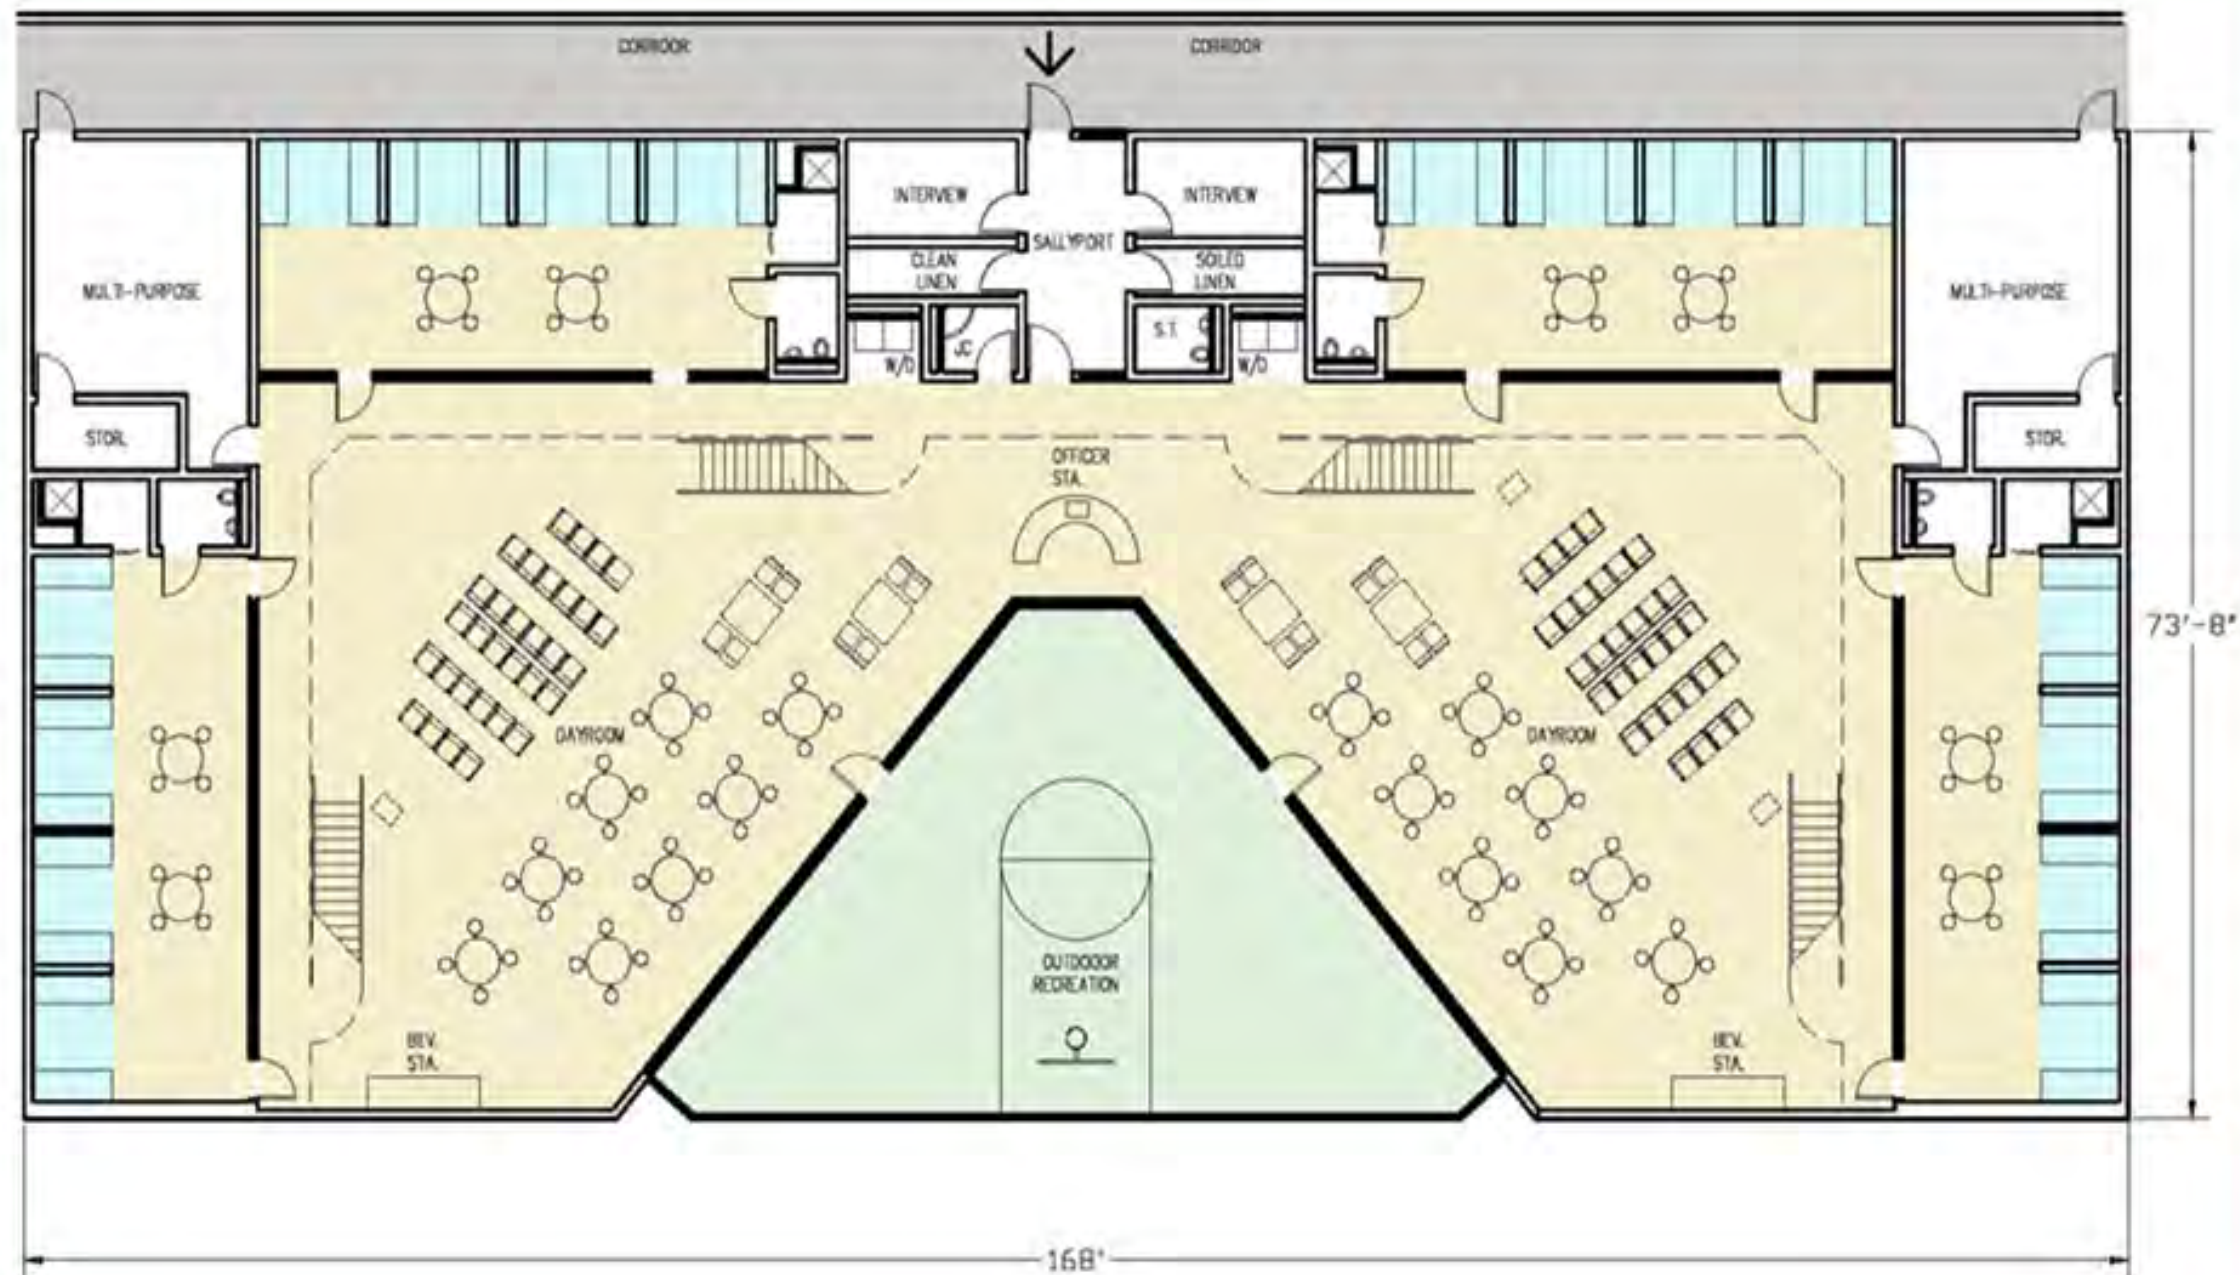 CORRIDOR
CORRIDOR
INTERVIEW
INTERVIEW
SALLYPORT
CLEAN
LINEN
SOILED
LINEN
MULTI-PURPOSE
MULTI-PURPOSE
JC
S.T.
W/D
W/D
STOR.
STOR.
OFFICER
STA.
73'-8"
DAYROOM
DAYROOM
OUTDOOOR
RECREATION
BEV.
STA.
BEV.
STA.
168'